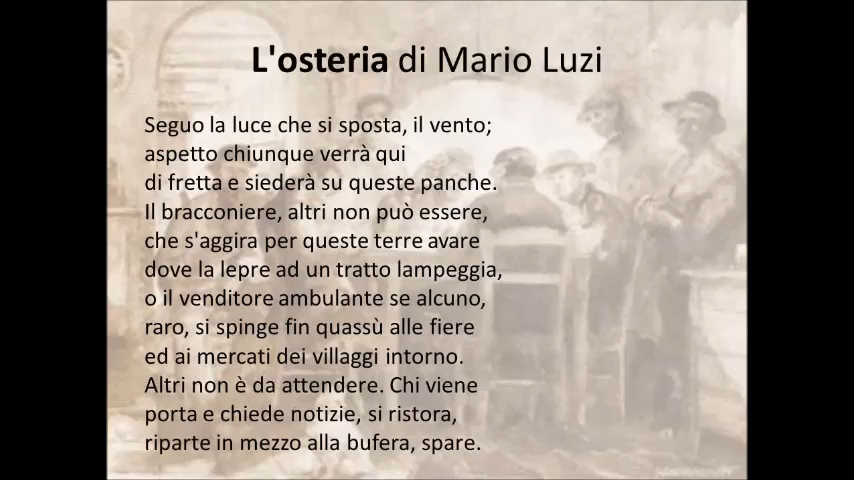 L'osteria di Mario Luzi
Seguo la luce che si sposta, il vento;
aspetto chiunque verrà qui
di fretta e siederà su queste panche.
Il bracconiere, altri non può essere,
che s'aggira per queste terre avare
dove la lepre ad un tratto lampeggia,
o il venditore ambulante se alcuno,
raro, si spinge fin quassù alle fiere
ed ai mercati dei villaggi intorno.
Altri non è da attendere. Chi viene
porta e chiede notizie, si ristora,
riparte in mezzo alla bufera, spare.